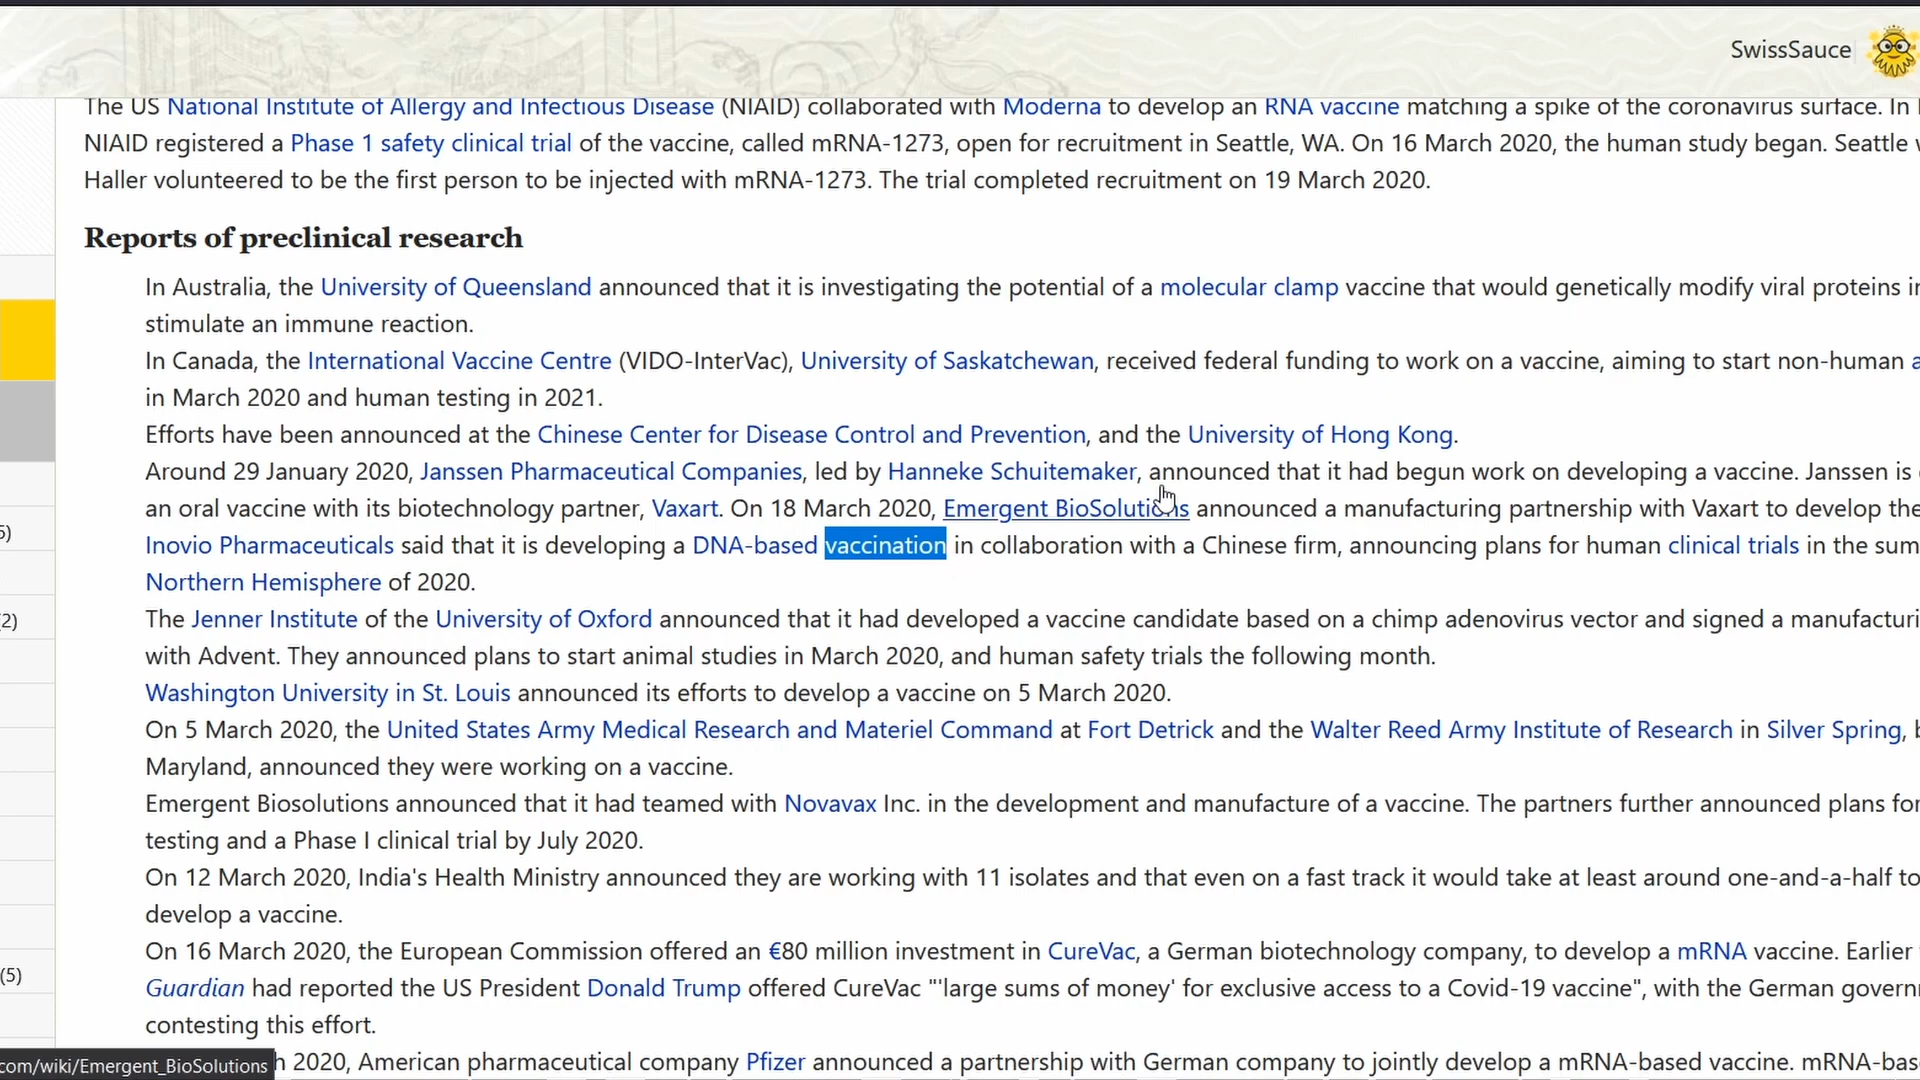 SwissSauce
The US National Institute of Allergy and Infectious Disease (NIAID) collaborated with Moderna to develop an RNA vaccine matching a spike of the coronavirus surface. In
NIAID registered a Phase 1 safety clinical trial of the vaccine, called mRNA-1273, open for recruitment in Seattle, WA. On 16 March 2020, the human study began. Seattle
Haller volunteered to be the first person to be injected with mRNA-1273. The trial completed recruitment on 19 March 2020.
Reports of preclinical research
In Australia, the University of Queensland announced that it is investigating the potential of a molecular clamp vaccine that would genetically modify viral proteins
stimulate an immune reaction.
In Canada, the International Vaccine Centre (VIDO-InterVac), University of Saskatchewan, received federal funding to work on a vaccine, aiming to start non-human
in March 2020 and human testing in 2021.
Efforts have been announced at the Chinese Center for Disease Control and Prevention, and the University of Hong Kong.
Around 29 January 2020, Janssen Pharmaceutical Companies, led by Hanneke Schuitemaker, announced that it had begun work on developing a vaccine. Janssen is
an oral vaccine with its biotechnology partner, Vaxart. On 18 March 2020, Emergent BioSolutions announced a manufacturing partnership with Vaxart to develop the
5)
Inovio Pharmaceuticals said that it is developing a DNA-based vaccination in collaboration with a Chinese firm, announcing plans for human clinical trials in the sum
Northern Hemisphere of 2020.
(2)
The Jenner Institute of the University of Oxford announced that it had developed a vaccine candidate based on a chimp adenovirus vector and signed a manufacturi
with Advent. They announced plans to start animal studies in March 2020, and human safety trials the following month.
Washington University in St. Louis announced its efforts to develop a vaccine on 5 March 2020.
On 5 March 2020, the United States Army Medical Research and Materiel Command at Fort Detrick and the Walter Reed Army Institute of Research in Silver Spring,
Maryland, announced they were working on a vaccine.
Emergent Biosolutions announced that it had teamed with Novavax Inc. in the development and manufacture of a vaccine. The partners further announced plans for
testing and a Phase I clinical trial by July 2020.
On 12 March 2020, India's Health Ministry announced they are working with 11 isolates and that even on a fast track it would take at least around one-and-a-half to
develop a vaccine.
On 16 March 2020, the European Commission offered an €80 million investment in CureVac, a German biotechnology company, to develop a mRNA vaccine. Earlier
(5)
Guardian had reported the US President Donald Trump offered CureVac "'large sums of money' for exclusive access to a Covid-19 vaccine", with the German govern
contesting this effort.
h 2020, American pharmaceutical company Pfizer announced a partnership with German company to jointly develop a mRNA-based vaccine. mRNA-bas
com/wiki/Emergent_BioSolutions